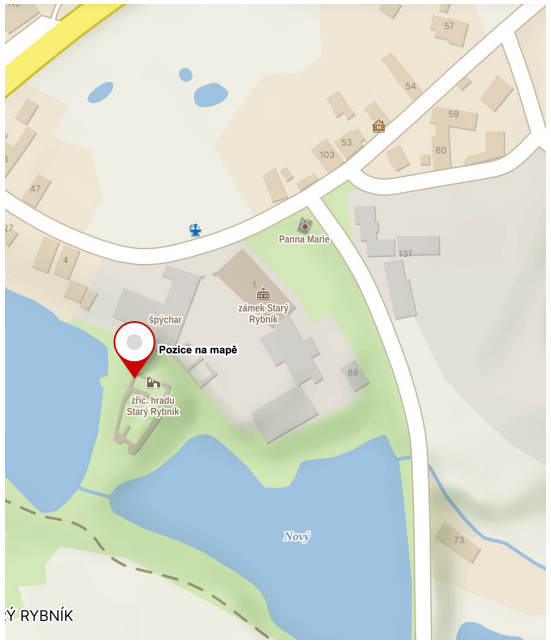 57
54
59
53
103
60
47
Panna Marie
27
131
4
1
zámek Starý
Rybník
špýchar
Pozice na mapě
88
zříc. hradu
Starý Rybník
Nový
73
Ý RYBNÍK